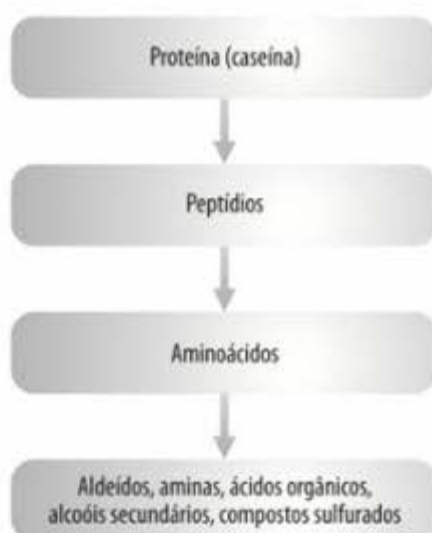 Proteína (caseína)
Peptídios
Aminoácidos
Aldeídos, aminas, ácidos orgânicos,
alcoóis secundários, compostos sulfurados